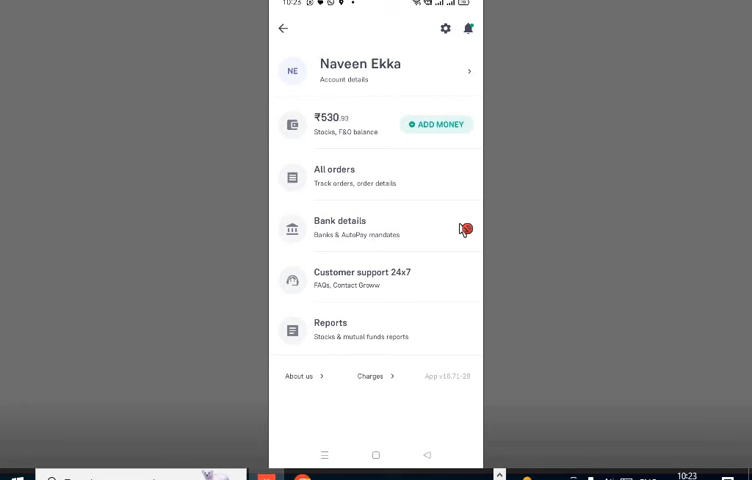 10:23
Naveen Ekka
NE
Account details
₹530.93
Stocks, F&O balance
ADD MONEY
All orders
Track orders, order details
Bank details
Banks & AutoPay mandates
Customer support 24x7
FAQs, Contact Groww
Reports
Stocks & mutual funds reports
About us
Charges
App v18.71-28
10:23